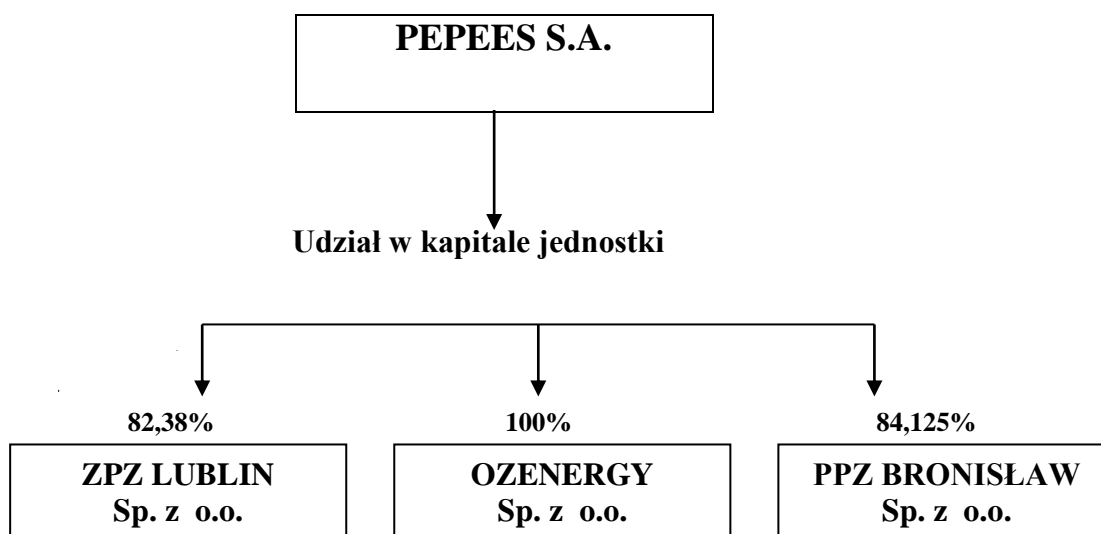 PEPEES S.A.
Udział w kapitale jednostki
82,38% 100% 84,125%
ZPZ LUBLIN OZENERGY PPZ BRONISŁAW
Sp. z o.o. Sp. z o.o. Sp. z o.o.